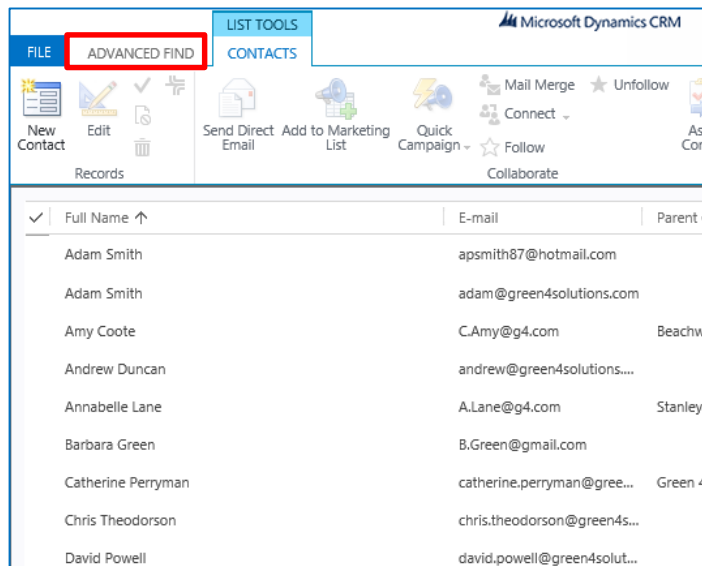 LIST TOOLS
Microsoft Dynamics CRM
FILE ADVANCED FIND CONTACTS
New Contact
Edit
Send Direct Email
Add to Marketing List
Quick Campaign
Mail Merge
Connect
Follow
Unfollow
As
Cor
Records
Collaborate
Full Name E-mail Parent
Adam Smith apsmith87@hotmail.com
Adam Smith adam@green4solutions.com
Amy Coote C.Amy@g4.com Beachw
Andrew Duncan andrew@green4solutions....
Annabelle Lane A.Lane@g4.com Stanley
Barbara Green B.Green@gmail.com
Catherine Perryman catherine.perryman@gree... Green 4
Chris Theodorson chris.theodorson@green4s...
David Powell david.powell@green4solut...